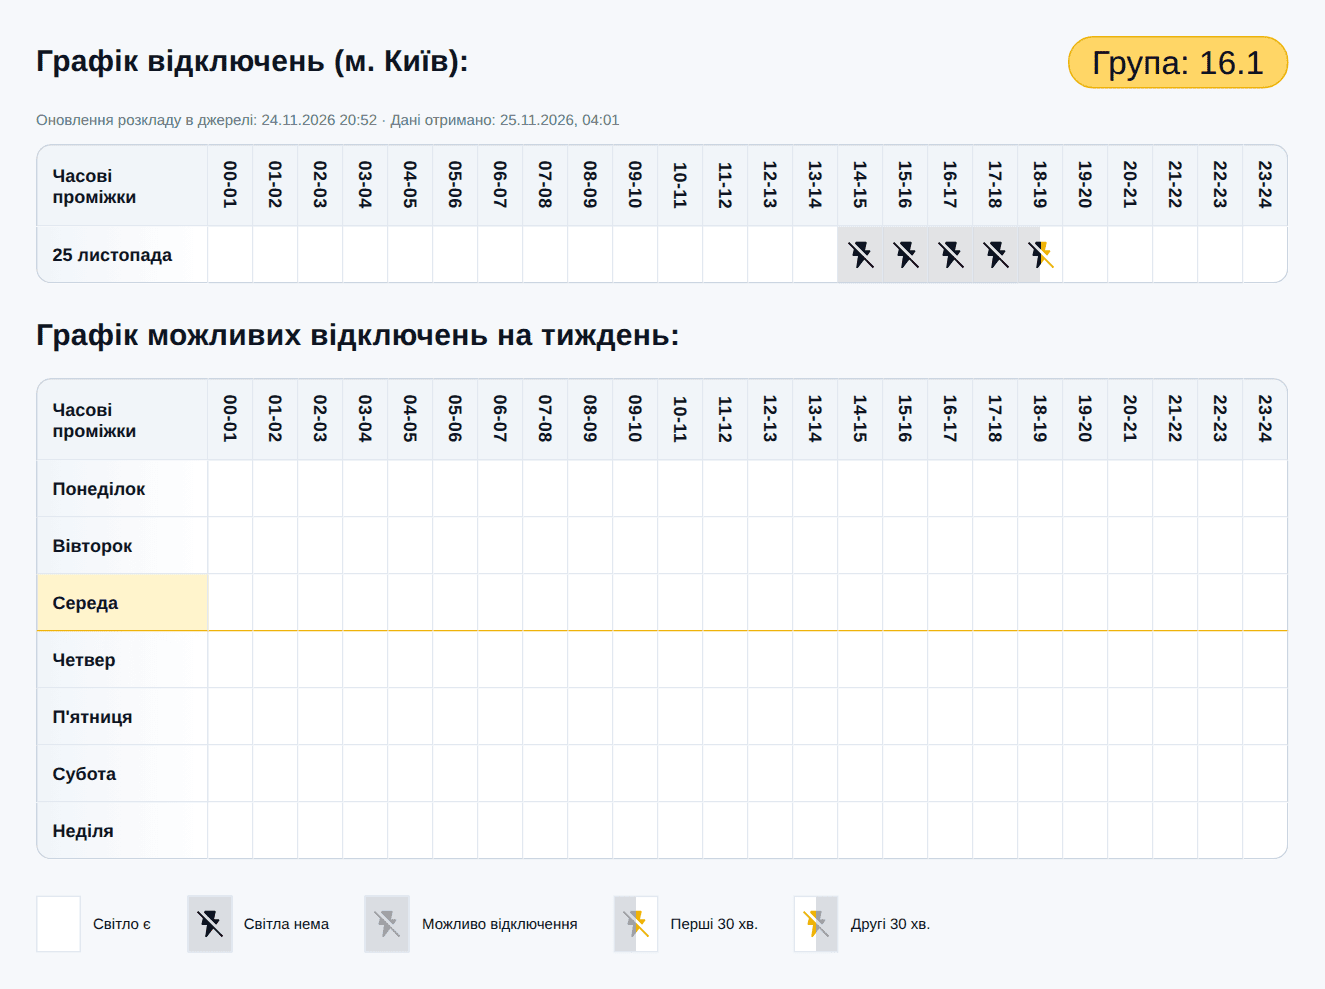 Графік відключень (м. Київ):
Група: 16.1
Оновлення розкладу в джерелі: 24.11.2026 20:52 · Дані отримано: 25.11.2026, 04:01
Часові проміжки 00-01 01-02 02-03 03-04 04-05 05-06 06-07 07-08 08-09 09-10 10-11 11-12 12-13 13-14 14-15 15-16 16-17 17-18 18-19 19-20 20-21 21-22 22-23 23-24
25 листопада
Графік можливих відключень на тиждень:
Часові проміжки 00-01 01-02 02-03 03-04 04-05 05-06 06-07 07-08 08-09 09-10 10-11 11-12 12-13 13-14 14-15 15-16 16-17 17-18 18-19 19-20 20-21 21-22 22-23 23-24
Понеділок
Вівторок
Середа
Четвер
П'ятниця
Субота
Неділя
Світло є Світла нема Можливо відключення Перші 30 хв. Другі 30 хв.